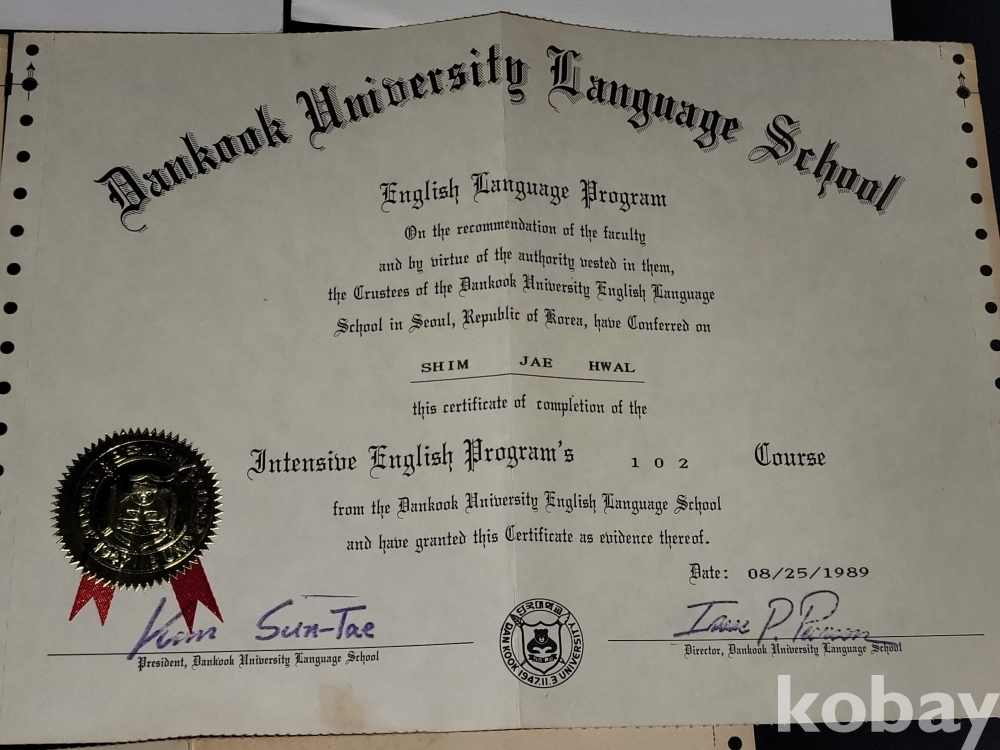 Dankook University Language School
English Language Program
On the recommendation of the faculty
and by virtue of the authority vested in them,
the Trustees of the Dankook University English Language
School in Seoul, Republic of Korea, have Conferred on
SHIM JAE HWAL
this certificate of completion of the
Intensive English Program's 102 Course
from the Dankook University English Language School
and have granted this Certificate as evidence thereof.
Date: 08/25/1989
Sun-Tae
President, Dankook University Language School
DANKOOK UNIVERSITY
1947.11.3
Director, Dankook University Language School
kobay